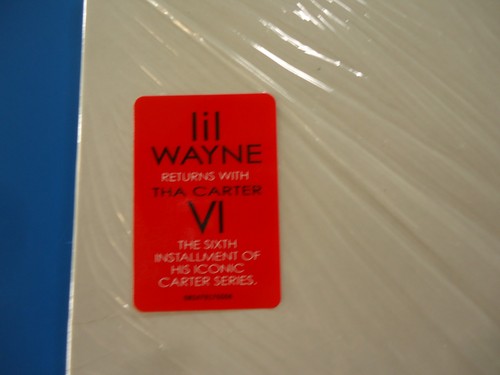 lil
WAYNE
RETURNS WITH
THA CARTER
VI
THE SIXTH
INSTALLMENT OF
HIS ICONIC
CARTER SERIES.